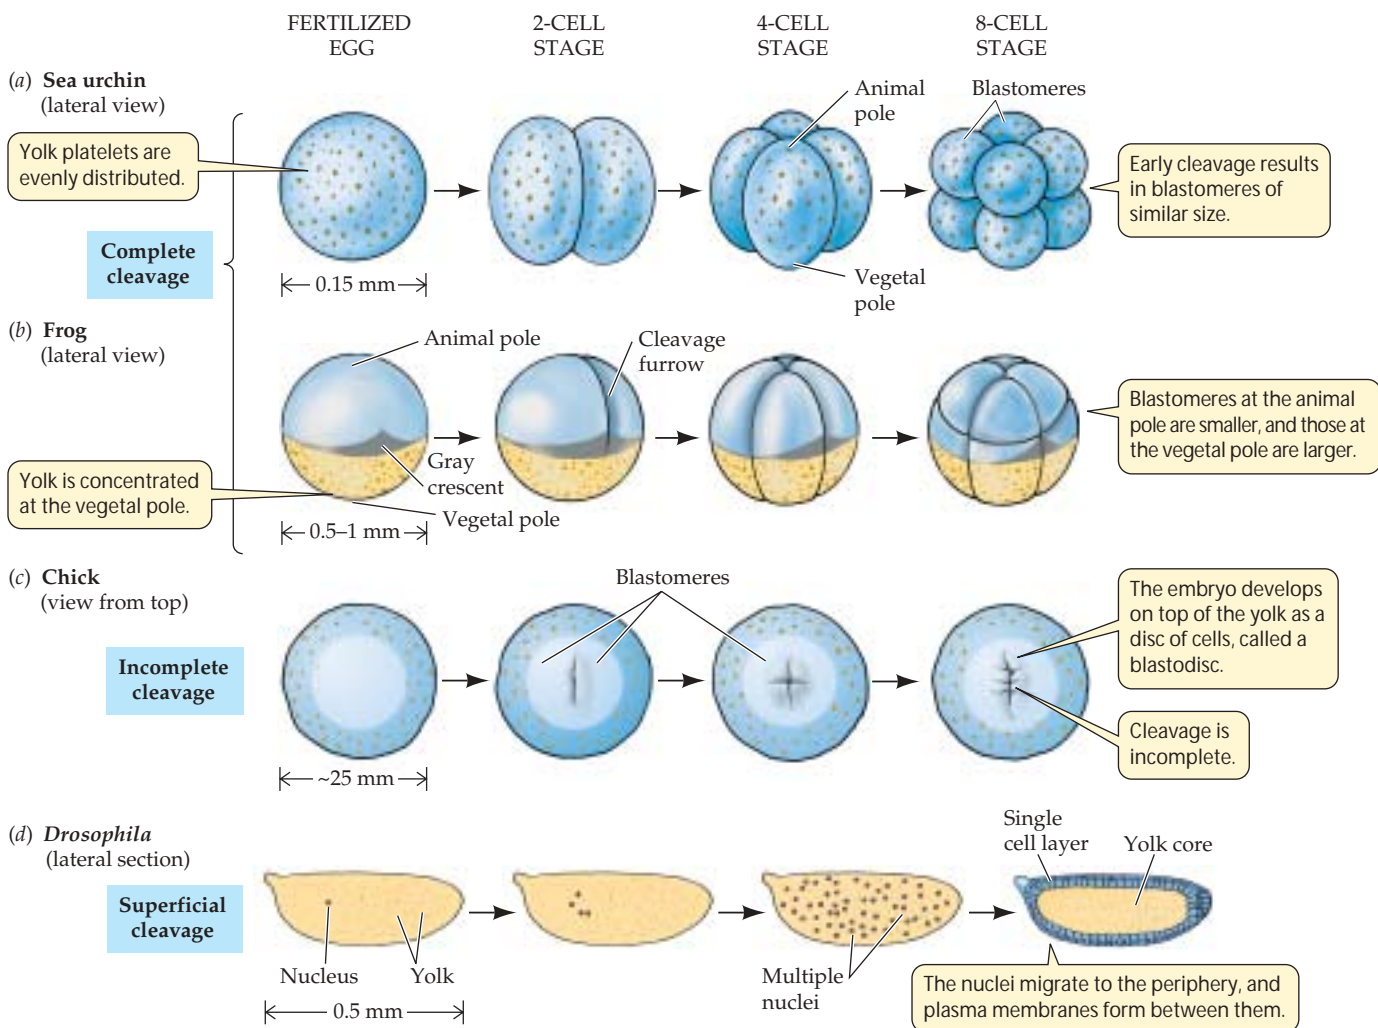 FERTILIZED
EGG
2-CELL
STAGE
4-CELL
STAGE
8-CELL
STAGE
(a) Sea urchin
(lateral view)
Yolk platelets are
evenly distributed.
Animal
pole
Blastomeres
Early cleavage results
in blastomeres of
similar size.
Complete
cleavage
0.15 mm
Vegetal
pole
(b) Frog
(lateral view)
Animal pole
Cleavage
furrow
Blastomeres at the animal
pole are smaller, and those at
the vegetal pole are larger.
Yolk is concentrated
at the vegetal pole.
Gray
crescent
Vegetal pole
0.5–1 mm
(c) Chick
(view from top)
Blastomeres
The embryo develops
on top of the yolk as a
disc of cells, called a
blastodisc.
Incomplete
cleavage
Cleavage is
incomplete.
~25 mm
(d) Drosophila
(lateral section)
Single
cell layer
Yolk core
Superficial
cleavage
Nucleus
Yolk
Multiple
nuclei
0.5 mm
The nuclei migrate to the periphery, and
plasma membranes form between them.